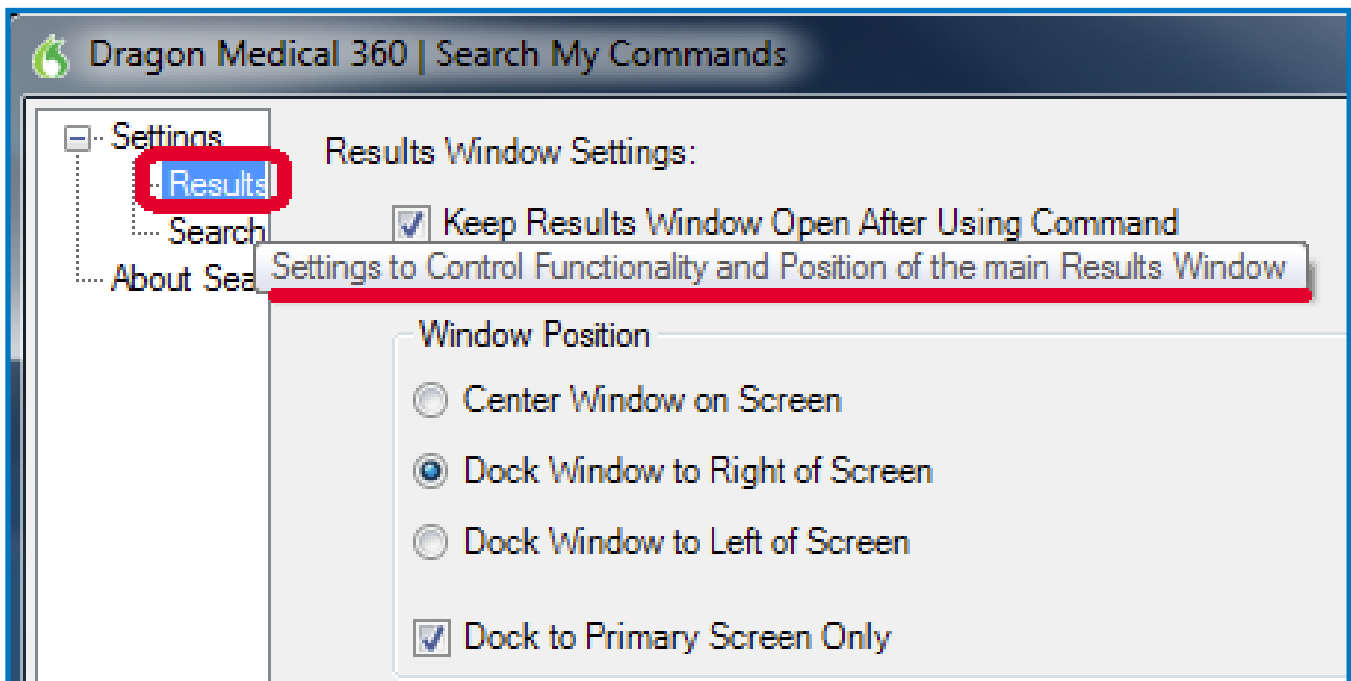 Dragon Medical 360 | Search My Commands
Settings
Results
Search
About Sea
Results Window Settings:
Keep Results Window Open After Using Command
Settings to Control Functionality and Position of the main Results Window
Window Position
Center Window on Screen
Dock Window to Right of Screen
Dock Window to Left of Screen
Dock to Primary Screen Only